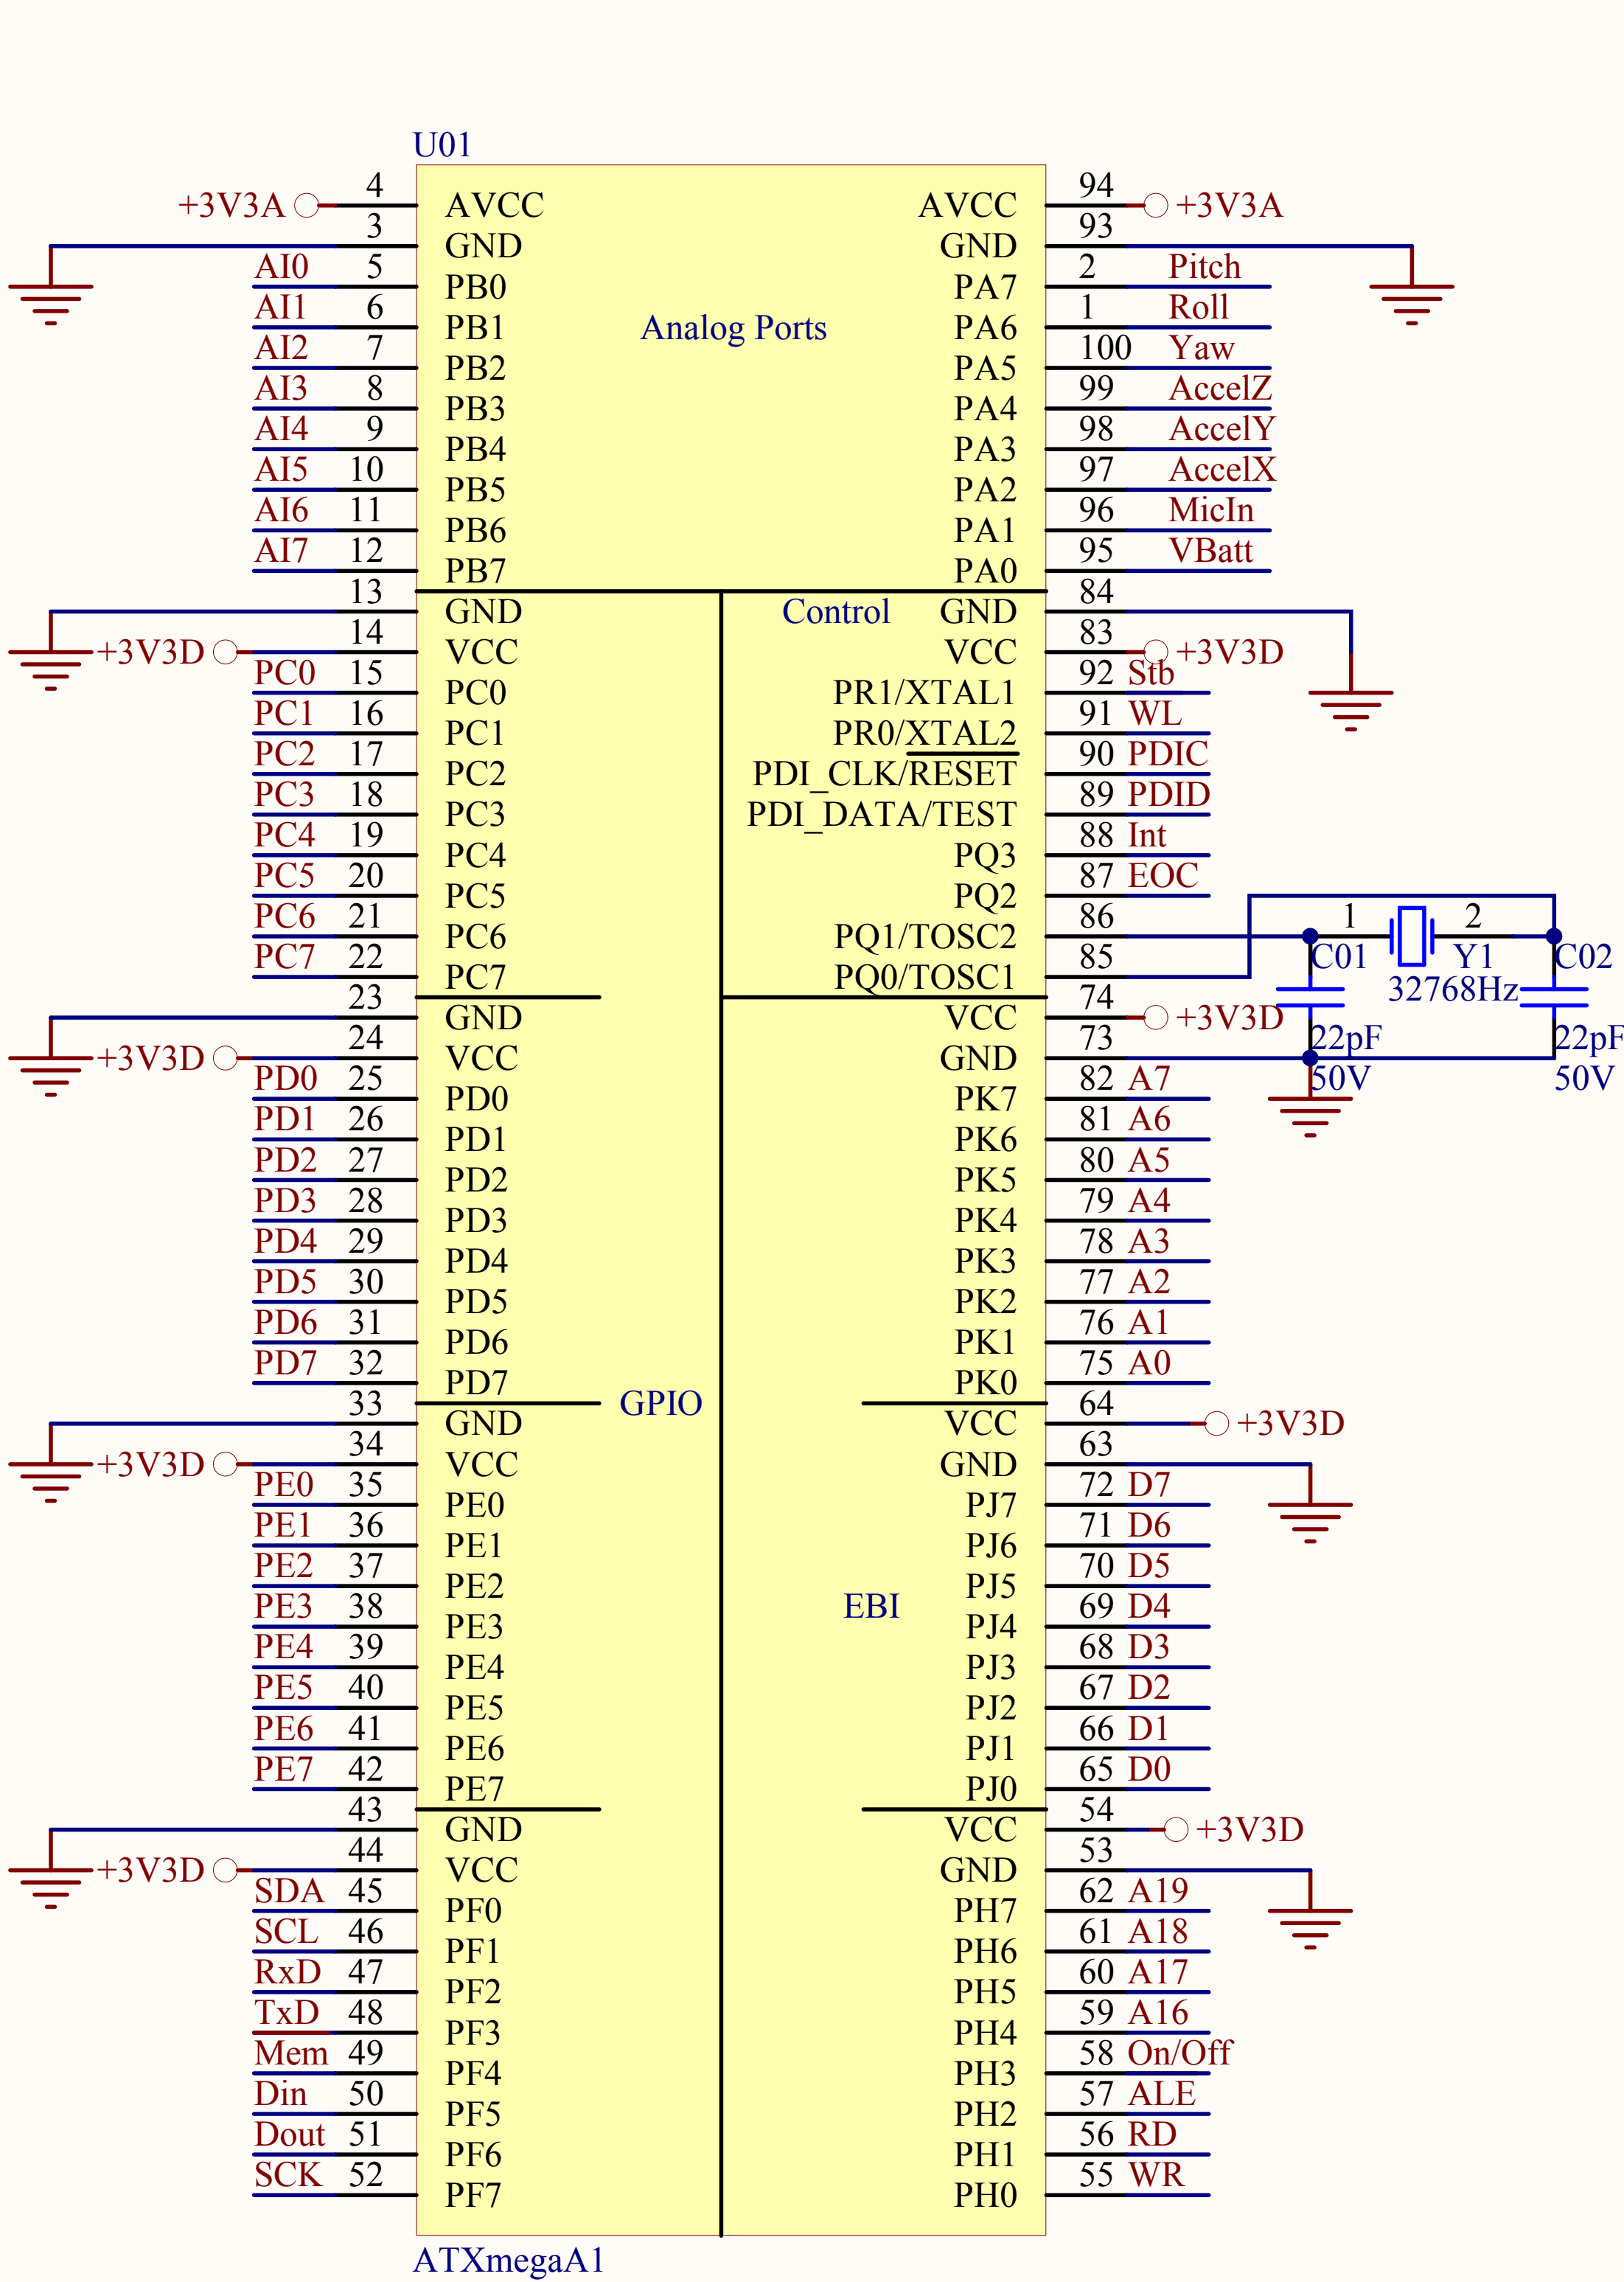 U01
+3V3A 4 AVCC AVCC 94 +3V3A
3 GND GND 93
AI0 5 PB0 PA7 2 Pitch
AI1 6 PB1 Analog Ports PA6 1 Roll
AI2 7 PB2 PA5 100 Yaw
AI3 8 PB3 PA4 99 AccelZ
AI4 9 PB4 PA3 98 AccelY
AI5 10 PB5 PA2 97 AccelX
AI6 11 PB6 PA1 96 MicIn
AI7 12 PB7 PA0 95 VBatt
13 GND Control GND 84
+3V3D 14 VCC VCC 83 +3V3D
PC0 15 PC0 PR1/XTAL1 92 Stb
PC1 16 PC1 PR0/XTAL2 91 WL
PC2 17 PC2 PDI_CLK/RESET 90 PDIC
PC3 18 PC3 PDI_DATA/TEST 89 PDID
PC4 19 PC4 PQ3 88 Int
PC5 20 PC5 PQ2 87 EOC
PC6 21 PC6 PQ1/TOSC2 86 1 2
PC7 22 PC7 PQ0/TOSC1 85 C01 Y1 C02
32768Hz
23 GND VCC 74 +3V3D
+3V3D 24 VCC GND 73 22pF 22pF
PD0 25 PD0 PK7 82 A7 50V 50V
PD1 26 PD1 PK6 81 A6
PD2 27 PD2 PK5 80 A5
PD3 28 PD3 PK4 79 A4
PD4 29 PD4 PK3 78 A3
PD5 30 PD5 PK2 77 A2
PD6 31 PD6 PK1 76 A1
PD7 32 PD7 PK0 75 A0
GPIO
33 GND VCC 64 +3V3D
+3V3D 34 VCC GND 63
PE0 35 PE0 PJ7 72 D7
PE1 36 PE1 PJ6 71 D6
PE2 37 PE2 PJ5 70 D5
PE3 38 PE3 EBI PJ4 69 D4
PE4 39 PE4 PJ3 68 D3
PE5 40 PE5 PJ2 67 D2
PE6 41 PE6 PJ1 66 D1
PE7 42 PE7 PJ0 65 D0
43 GND VCC 54 +3V3D
+3V3D 44 VCC GND 53
SDA 45 PF0 PH7 62 A19
SCL 46 PF1 PH6 61 A18
RxD 47 PF2 PH5 60 A17
TxD 48 PF3 PH4 59 A16
Mem 49 PF4 PH3 58 On/Off
Din 50 PF5 PH2 57 ALE
Dout 51 PF6 PH1 56 RD
SCK 52 PF7 PH0 55 WR
ATXmegaA1